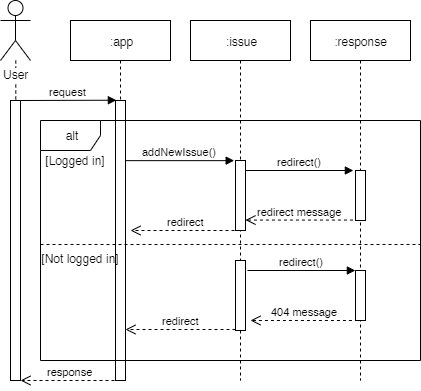 :app
:issue
:response
User
request
alt
addNewIssue()
[Logged in]
redirect()
redirect message
redirect
[Not logged in]
redirect()
404 message
redirect
response